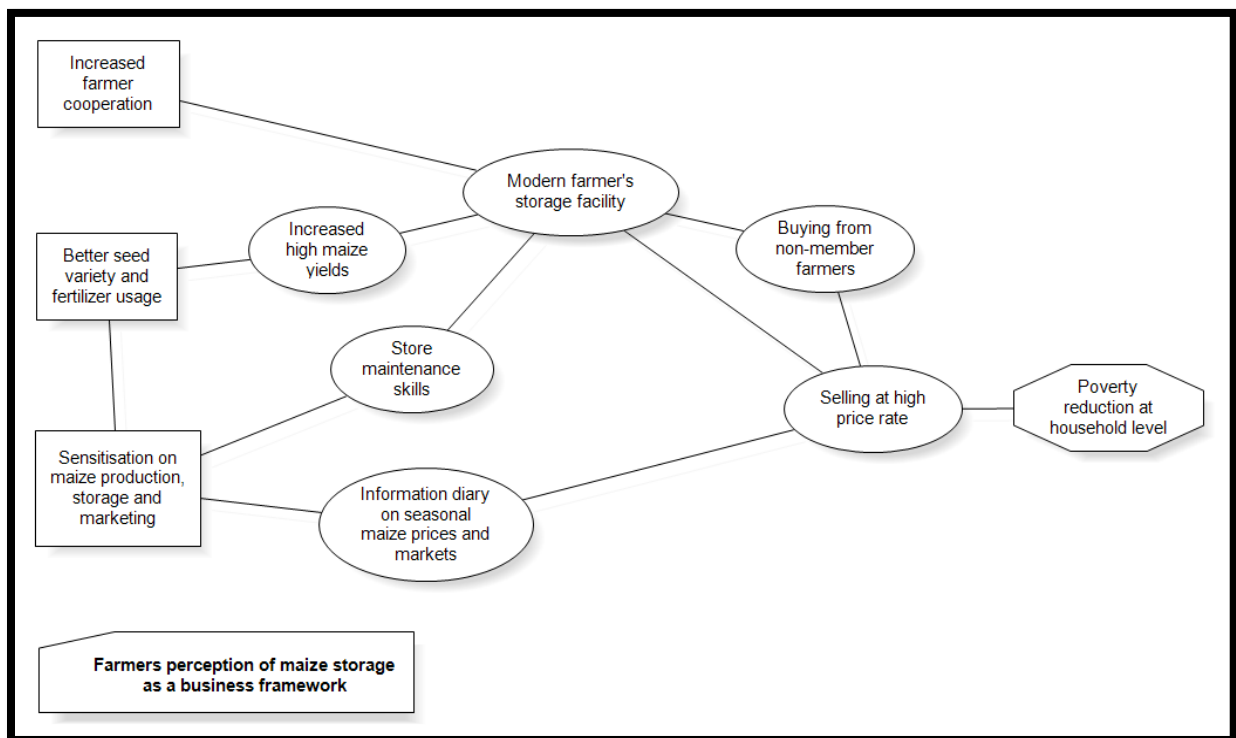 Increased
farmer
cooperation
Modern farmer's
storage facility
Increased
high maize
yields
Buying from
non-member
farmers
Better seed
variety and
fertilizer usage
Store
maintenance
skills
Selling at high
price rate
Poverty
reduction at
household level
Sensitisation on
maize production,
storage and
marketing
Information diary
on seasonal
maize prices and
markets
Farmers perception of maize storage
as a business framework